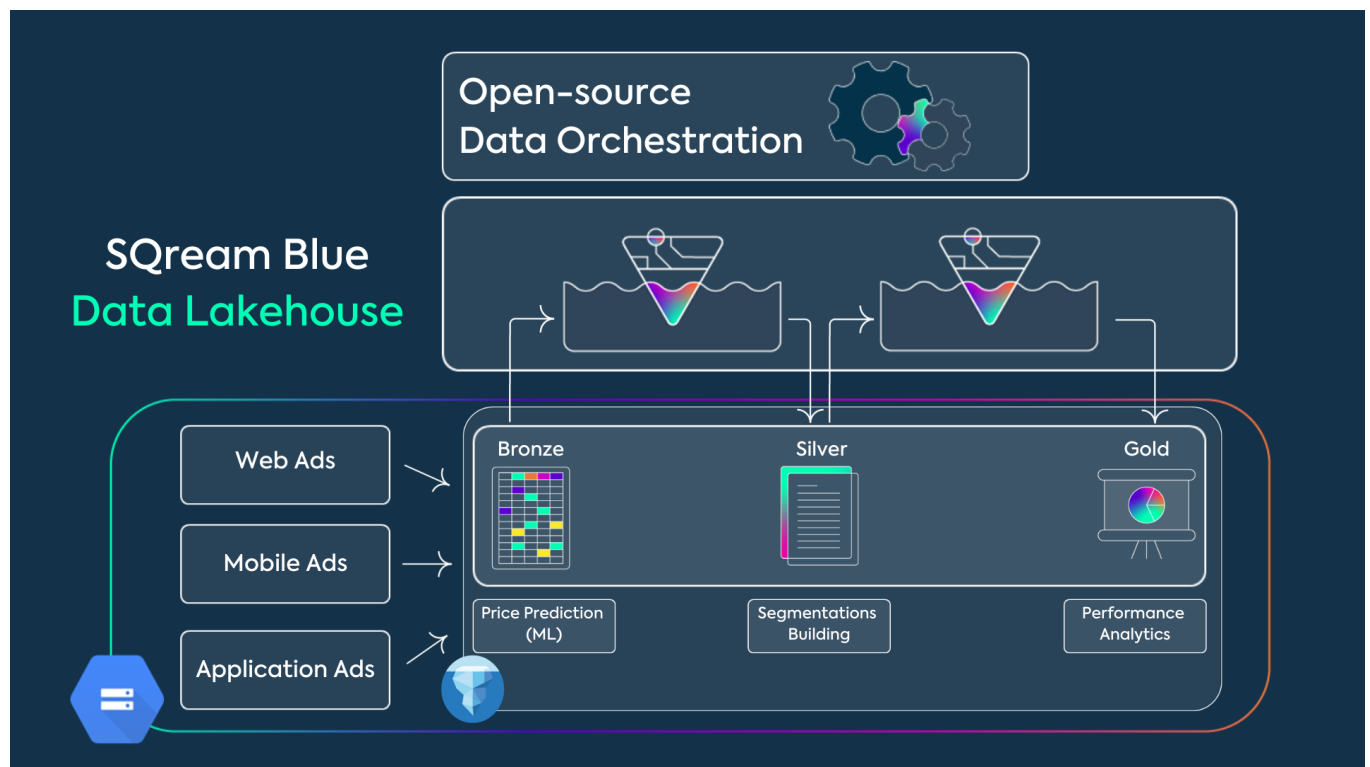 Open-source
Data Orchestration
SQream Blue
Data Lakehouse
Web Ads
Mobile Ads
Application Ads
Bronze
Silver
Gold
Price Prediction
(ML)
Segmentations
Building
Performance
Analytics